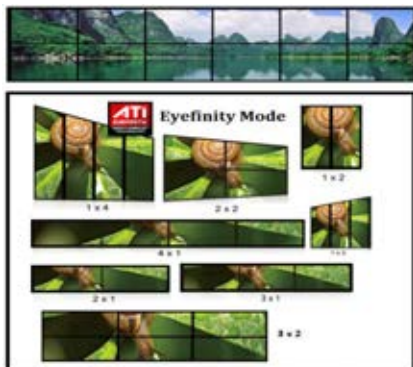 ATI
Eyefinity Mode
1 x 4
2 x 2
1 x 2
4 x 1
2 x 1
3 x 1
3 x 2